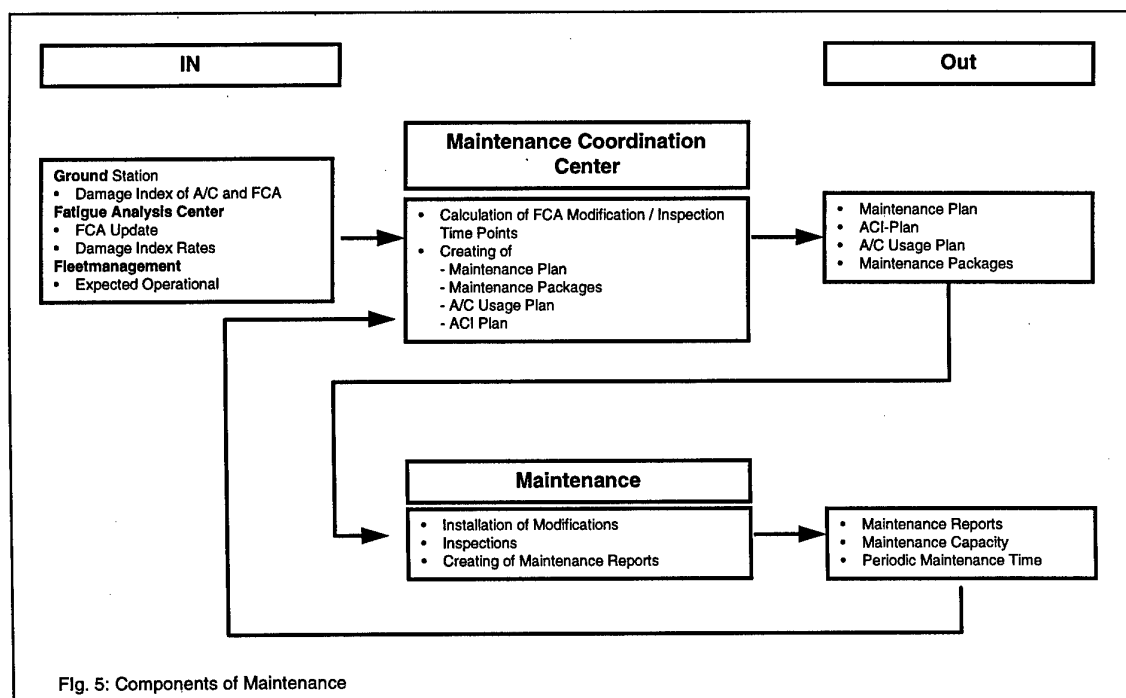 IN
Out
Maintenance Coordination
Center
Ground Station
• Damage Index of A/C and FCA
Fatigue Analysis Center
• FCA Update
• Damage Index Rates
Fleetmanagement
• Expected Operational
• Calculation of FCA Modification / Inspection
Time Points
• Creating of
- Maintenance Plan
- Maintenance Packages
- A/C Usage Plan
- ACI Plan
• Maintenance Plan
• ACI-Plan
• A/C Usage Plan
• Maintenance Packages
Maintenance
• Installation of Modifications
• Inspections
• Creating of Maintenance Reports
• Maintenance Reports
• Maintenance Capacity
• Periodic Maintenance Time
Fig. 5: Components of Maintenance